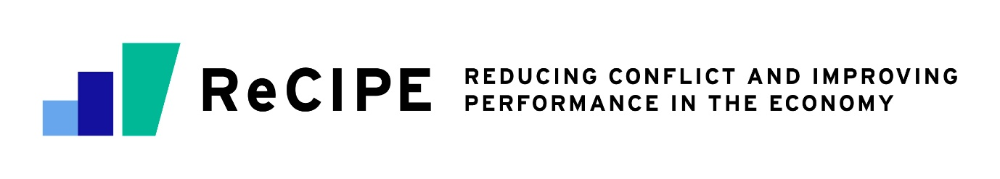 ReCIPE
REDUCING CONFLICT AND IMPROVING
PERFORMANCE IN THE ECONOMY